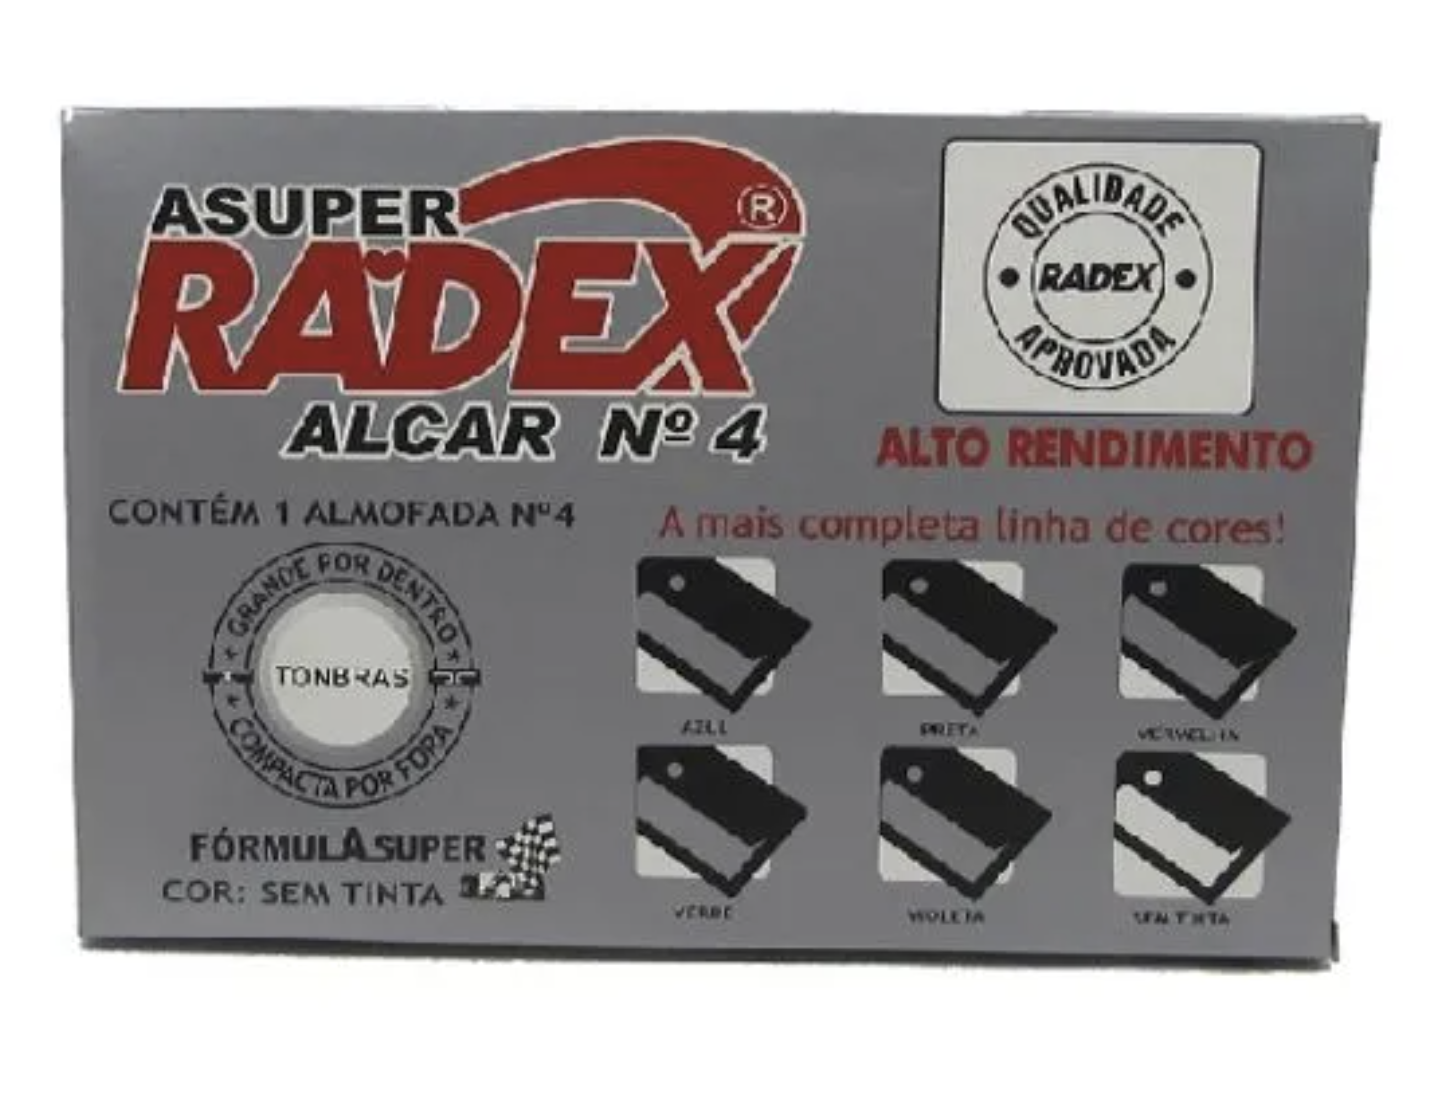 ASUPER
RADEX®
ALCAR Nº 4
QUALIDADE
RADEX
APROVADA
ALTO RENDIMENTO
CONTÉM 1 ALMOFADA Nº4
A mais completa linha de cores!
GRANDE POR DENTRO
TONBRAS
COMPACTA POR FORA
AZUL
PRETA
VERMELHA
VERDE
VIOLETA
SEM TINTA
FÓRMULASUPER
COR: SEM TINTA